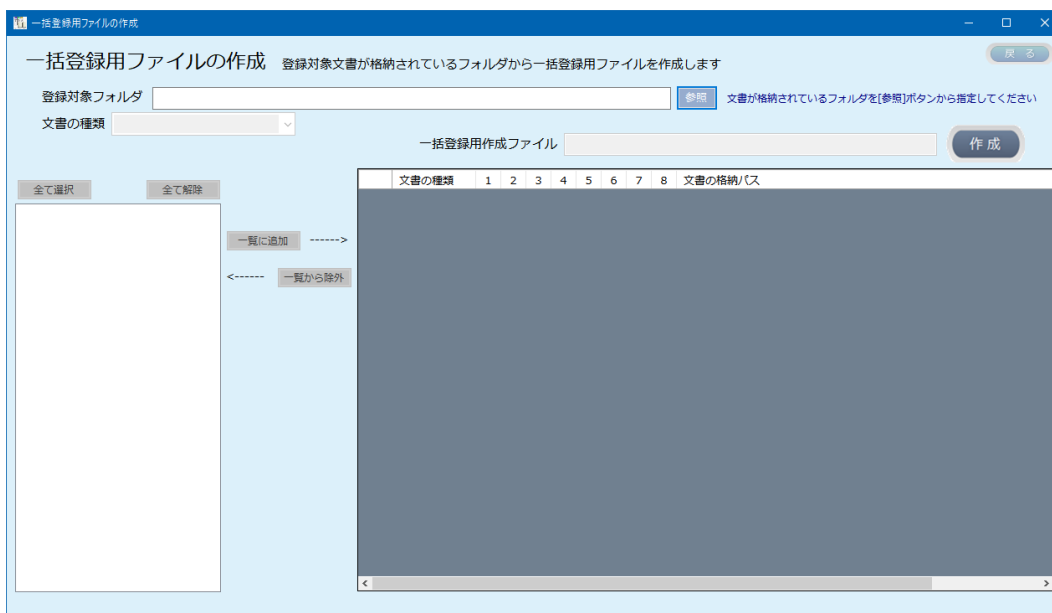 一括登録用ファイルの作成
戻 る
一括登録用ファイルの作成 登録対象文書が格納されているフォルダから一括登録用ファイルを作成します
登録対象フォルダ 参照 文書が格納されているフォルダを[参照]ボタンから指定してください
文書の種類
一括登録用作成ファイル 作 成
全て選択 全て解除
文書の種類 1 2 3 4 5 6 7 8 文書の格納パス
一覧に追加 ------>
<------ 一覧から除外